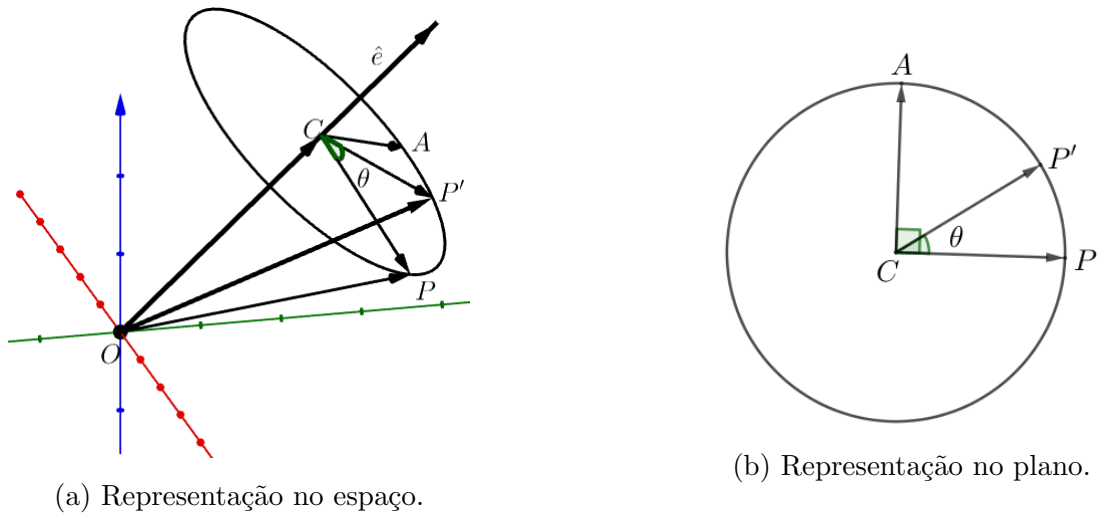 ê
C
A
θ
P′
P
O
(a) Representação no espaço.
A
P′
θ
C
P
(b) Representação no plano.